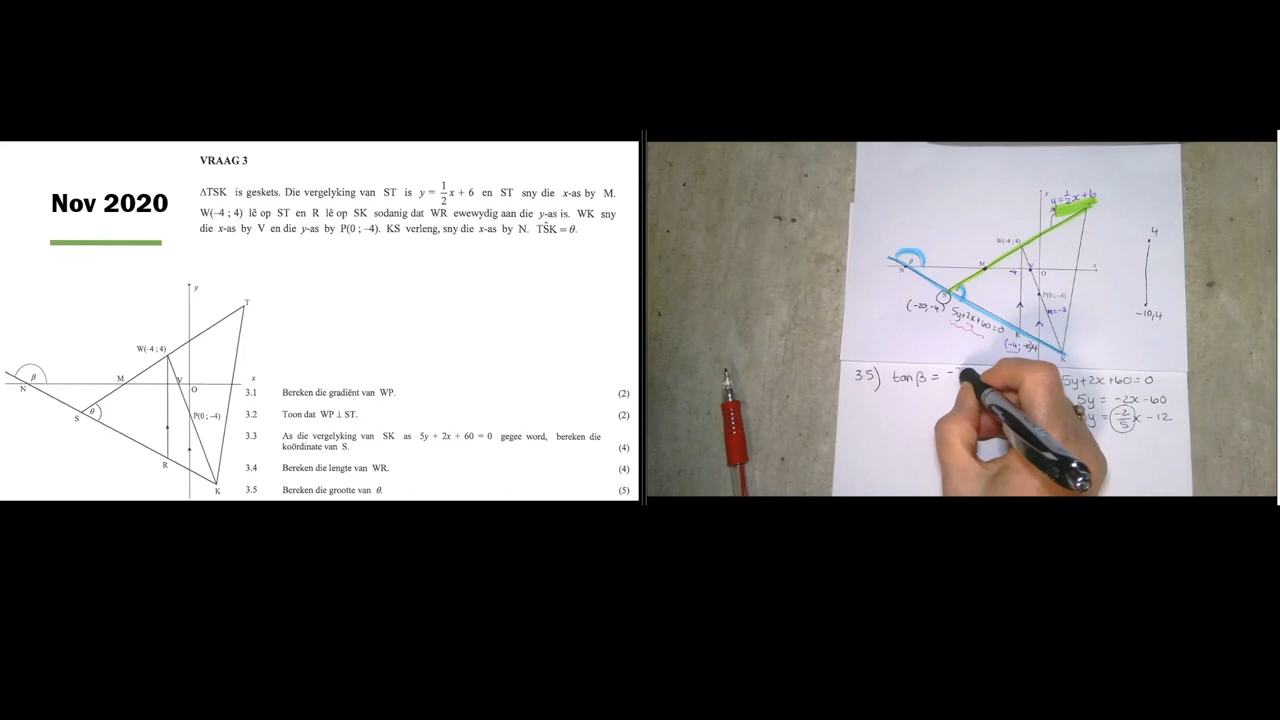 Nov 2020
VRAAG 3
ΔTSK is geskets. Die vergelyking van ST is y = 1/2 x + 6 en ST sny die x-as by M.
W(–4 ; 4) lê op ST en R lê op SK sodanig dat WR ewewydig aan die y-as is. WK sny
die x-as by V en die y-as by P(0 ; –4). KS verleng, sny die x-as by N. TŜK = θ.
y
T
W(–4 ; 4)
β
M
V
x
N
O
S
θ
P(0 ; –4)
R
K
3.1 Bereken die gradiënt van WP. (2)
3.2 Toon dat WP ⊥ ST. (2)
3.3 As die vergelyking van SK as 5y + 2x + 60 = 0 gegee word, bereken die
koördinate van S. (4)
3.4 Bereken die lengte van WR. (4)
3.5 Bereken die grootte van θ. (5)
y
y = 1/2 x + 6
W(–4 ; 4)
4
β
M
x
N
-4
O
S
P(0 ; –4)
(-20; -4)
5y+2x+60=0
m=-2
-10,4
K
3.5) tan β = -
5y+2x+60=0
5y = -2x -60
y = -2/5 x -12